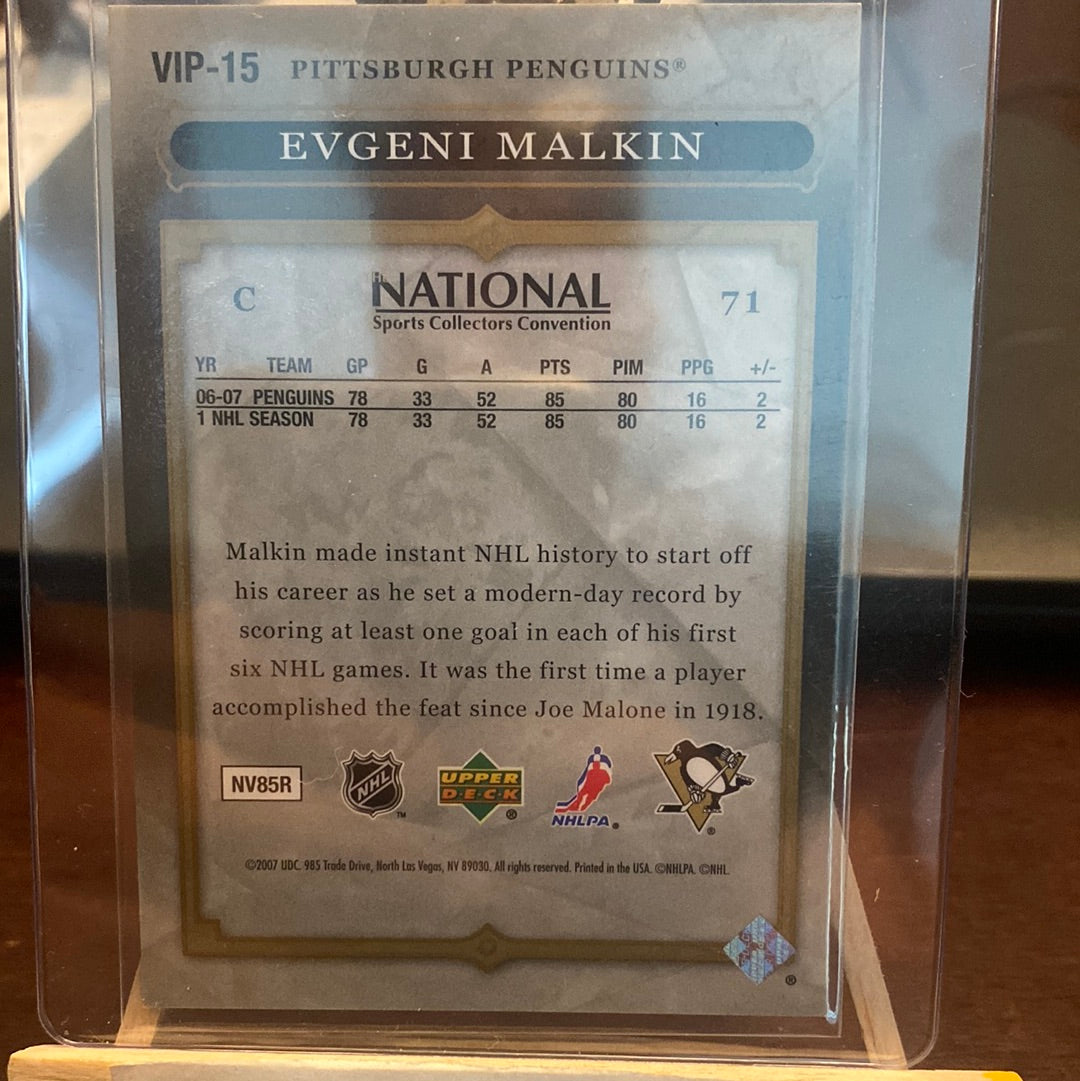 VIP-15 PITTSBURGH PENGUINS®
EVGENI MALKIN
C NATIONAL 71
Sports Collectors Convention
YR TEAM GP G A PTS PIM PPG +/-
06-07 PENGUINS 78 33 52 85 80 16 2
1 NHL SEASON 78 33 52 85 80 16 2
Malkin made instant NHL history to start off
his career as he set a modern-day record by
scoring at least one goal in each of his first
six NHL games. It was the first time a player
accomplished the feat since Joe Malone in 1918.
NV85R NHL™ UPPER DECK® NHLPA® ®
©2007 UDC. 985 Trade Drive, North Las Vegas, NV 89030. All rights reserved. Printed in the USA. ©NHLPA. ©NHL.
®